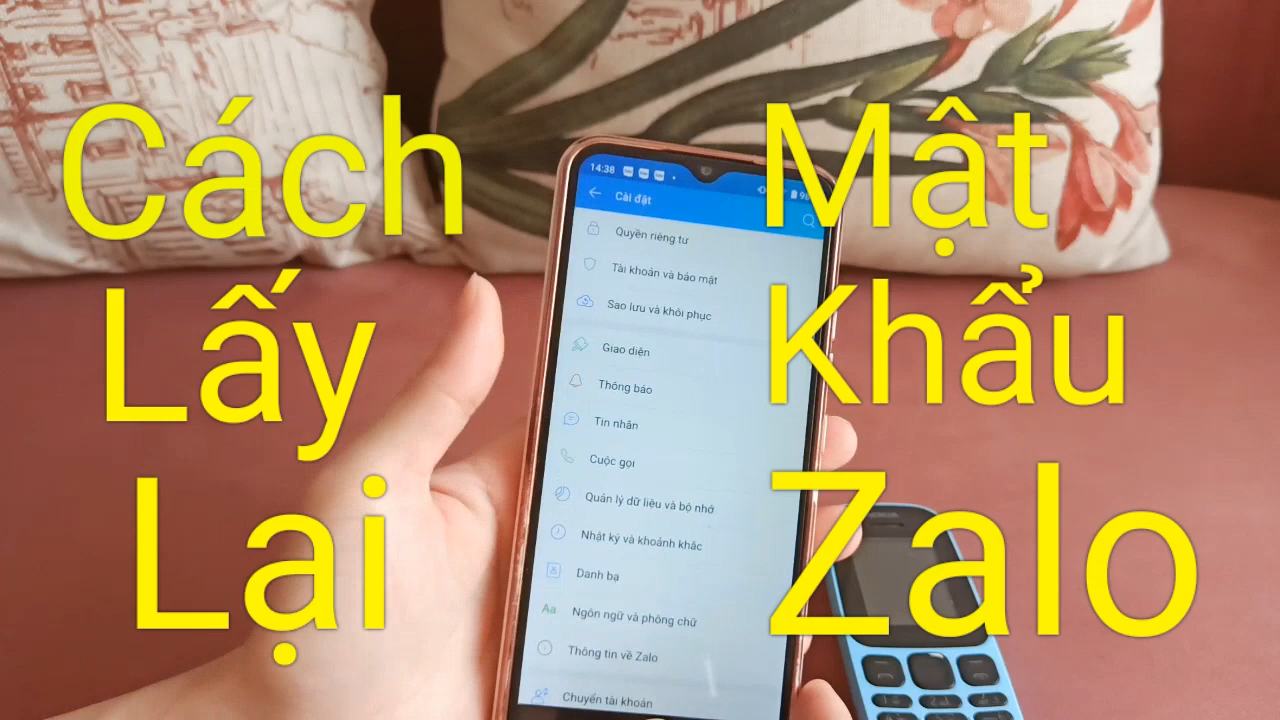 Cách Mật
Lấy Khẩu
Lại Zalo
14:38
Cài đặt
Quyền riêng tư
Tài khoản và bảo mật
Sao lưu và khôi phục
Giao diện
Thông báo
Tin nhắn
Cuộc gọi
Quản lý dữ liệu và bộ nhớ
Nhật ký và khoảnh khắc
Danh bạ
Aa Ngôn ngữ và phông chữ
Thông tin về Zalo
Chuyển tài khoản
NOKIA